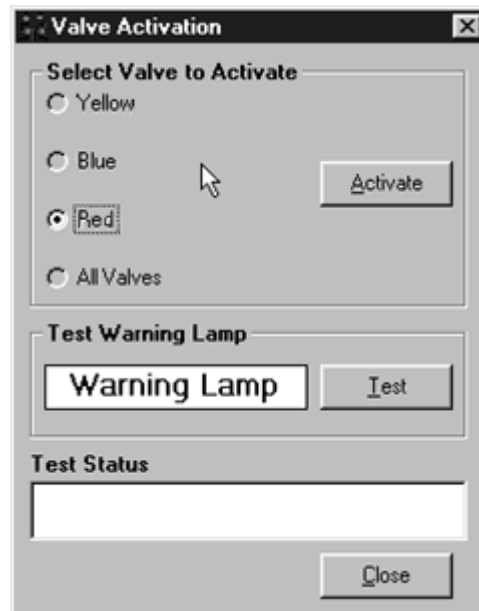 Valve Activation
Select Valve to Activate
Yellow
Blue
Activate
Red
All Valves
Test Warning Lamp
Warning Lamp
Test
Test Status
Close